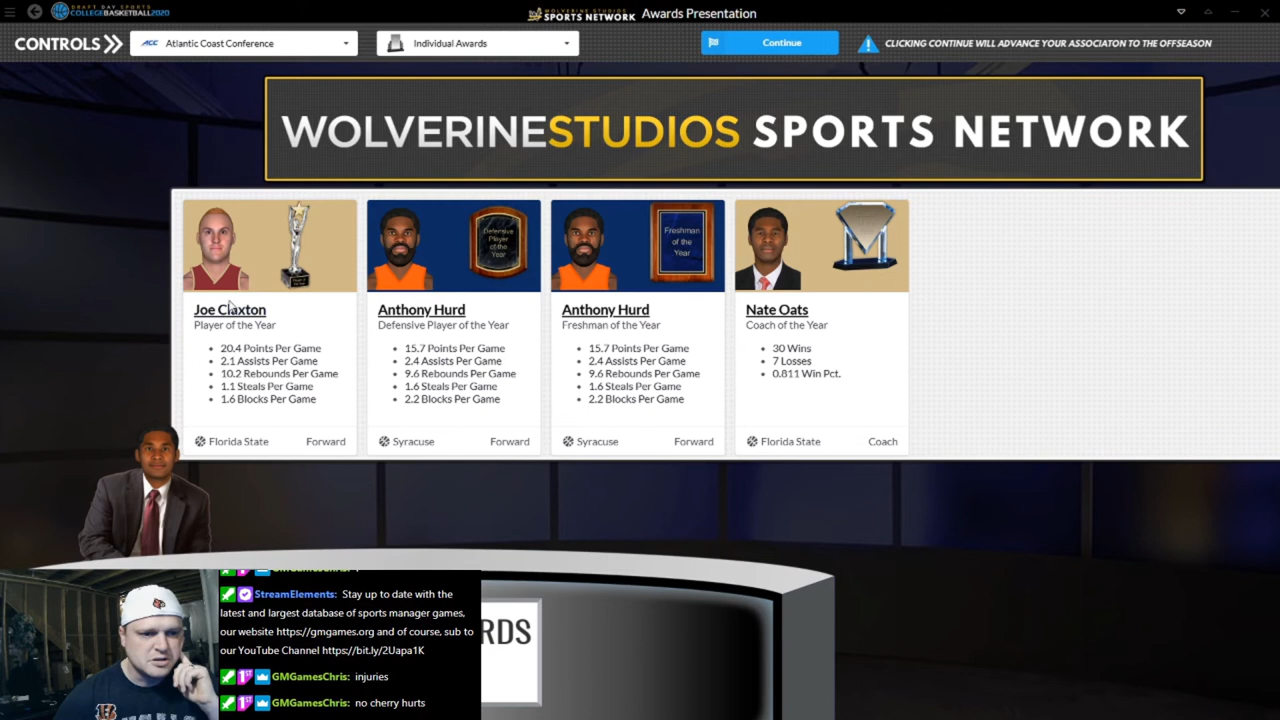 DRAFT DAY SPORTS
COLLEGE BASKETBALL 2020
WOLVERINE STUDIOS
SPORTS NETWORK
Awards Presentation
CONTROLS
ACC
Atlantic Coast Conference
Individual Awards
Continue
CLICKING CONTINUE WILL ADVANCE YOUR ASSOCIATON TO THE OFFSEASON
WOLVERINESTUDIOS SPORTS NETWORK
Joe Claxton
Player of the Year
20.4 Points Per Game
2.1 Assists Per Game
10.2 Rebounds Per Game
1.1 Steals Per Game
1.6 Blocks Per Game
Florida State
Forward
Defensive
Player
of the
Year
Anthony Hurd
Defensive Player of the Year
15.7 Points Per Game
2.4 Assists Per Game
9.6 Rebounds Per Game
1.6 Steals Per Game
2.2 Blocks Per Game
Syracuse
Forward
Freshman
of the
Year
Anthony Hurd
Freshman of the Year
15.7 Points Per Game
2.4 Assists Per Game
9.6 Rebounds Per Game
1.6 Steals Per Game
2.2 Blocks Per Game
Syracuse
Forward
Nate Oats
Coach of the Year
30 Wins
7 Losses
0.811 Win Pct.
Florida State
Coach
StreamElements: Stay up to date with the
latest and largest database of sports manager games,
our website https://gmgames.org and of course, sub to
our YouTube Channel https://bit.ly/2Uapa1K
1ST GMGamesChris: injuries
1ST GMGamesChris: no cherry hurts
RDS